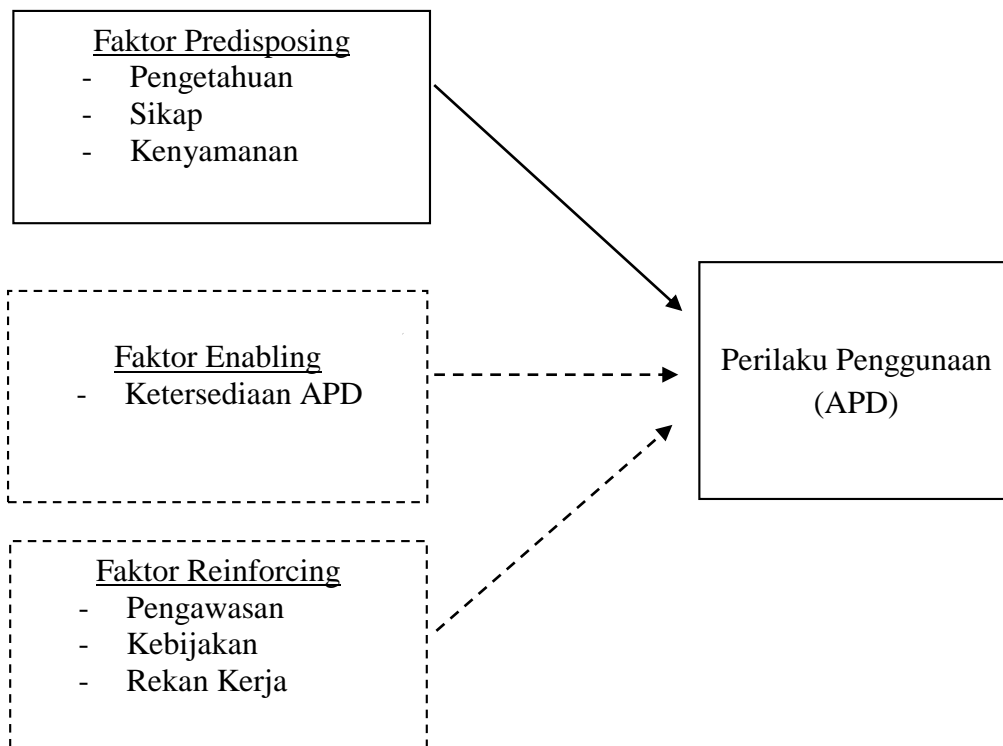 Faktor Predisposing
- Pengetahuan
- Sikap
- Kenyamanan
Faktor Enabling
- Ketersediaan APD
Perilaku Penggunaan
(APD)
Faktor Reinforcing
- Pengawasan
- Kebijakan
- Rekan Kerja